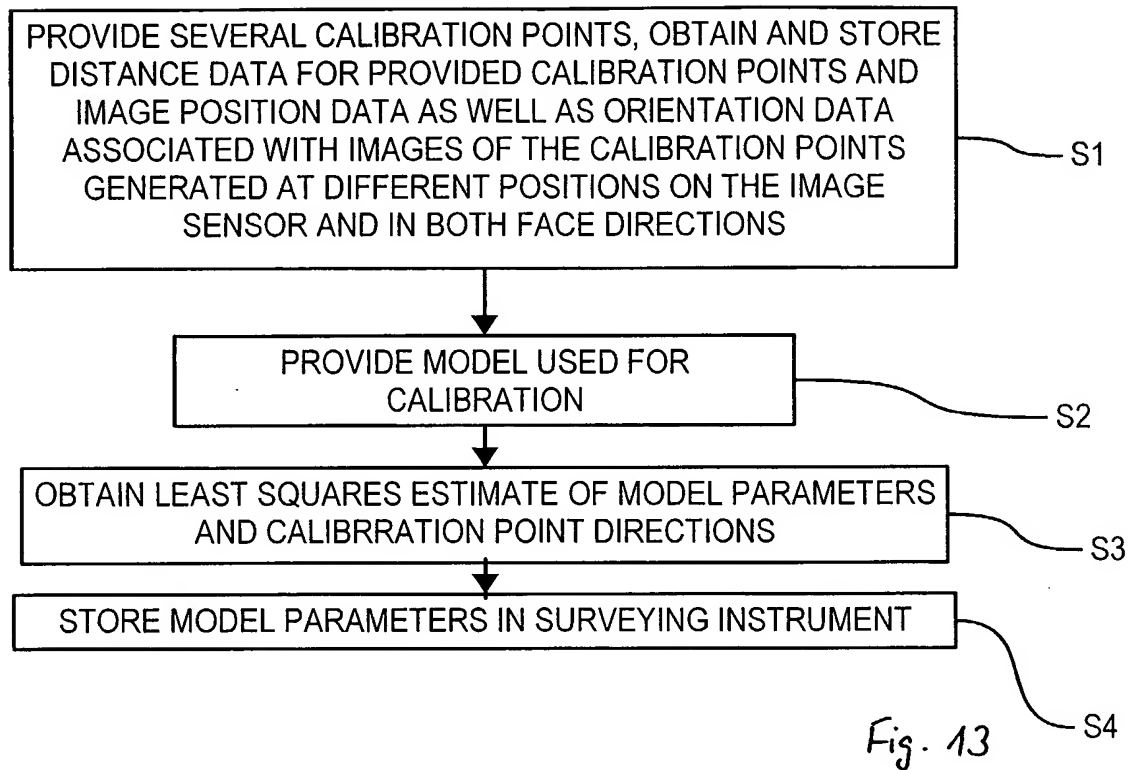 PROVIDE SEVERAL CALIBRATION POINTS, OBTAIN AND STORE
DISTANCE DATA FOR PROVIDED CALIBRATION POINTS AND
IMAGE POSITION DATA AS WELL AS ORIENTATION DATA
ASSOCIATED WITH IMAGES OF THE CALIBRATION POINTS
GENERATED AT DIFFERENT POSITIONS ON THE IMAGE
SENSOR AND IN BOTH FACE DIRECTIONS
S1
PROVIDE MODEL USED FOR
CALIBRATION
S2
OBTAIN LEAST SQUARES ESTIMATE OF MODEL PARAMETERS
AND CALIBRRATION POINT DIRECTIONS
S3
STORE MODEL PARAMETERS IN SURVEYING INSTRUMENT
S4
Fig. 13